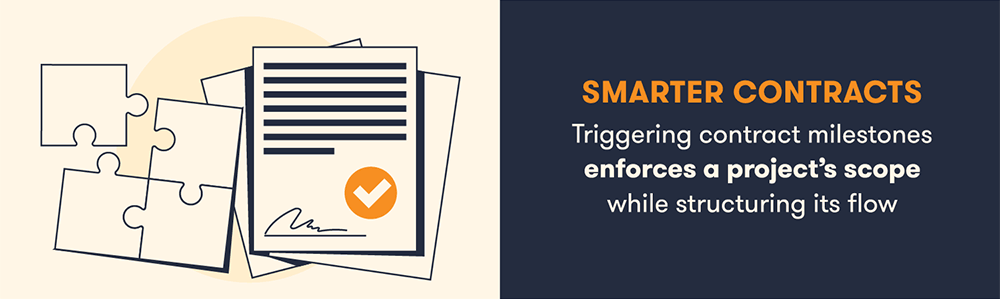 SMARTER CONTRACTS
Triggering contract milestones
enforces a project’s scope
while structuring its flow